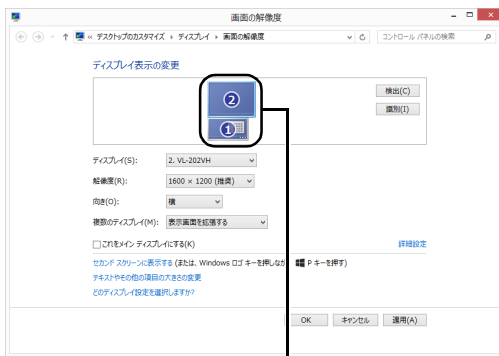 画面の解像度
« デスクトップのカスタマイズ ▸ ディスプレイ ▸ 画面の解像度
コントロール パネルの検索
ディスプレイ表示の変更
検出(C)
識別(I)
2
1
ディスプレイ(S): 2. VL-202VH
解像度(R): 1600 × 1200 (推奨)
向き(O): 横
複数のディスプレイ(M): 表示画面を拡張する
これをメイン ディスプレイにする(K) 詳細設定
セカンド スクリーンに表示する (または、Windows ロゴ キーを押しなが P キーを押す)
テキストやその他の項目の大きさの変更
どのディスプレイ設定を選択しますか?
OK キャンセル 適用(A)